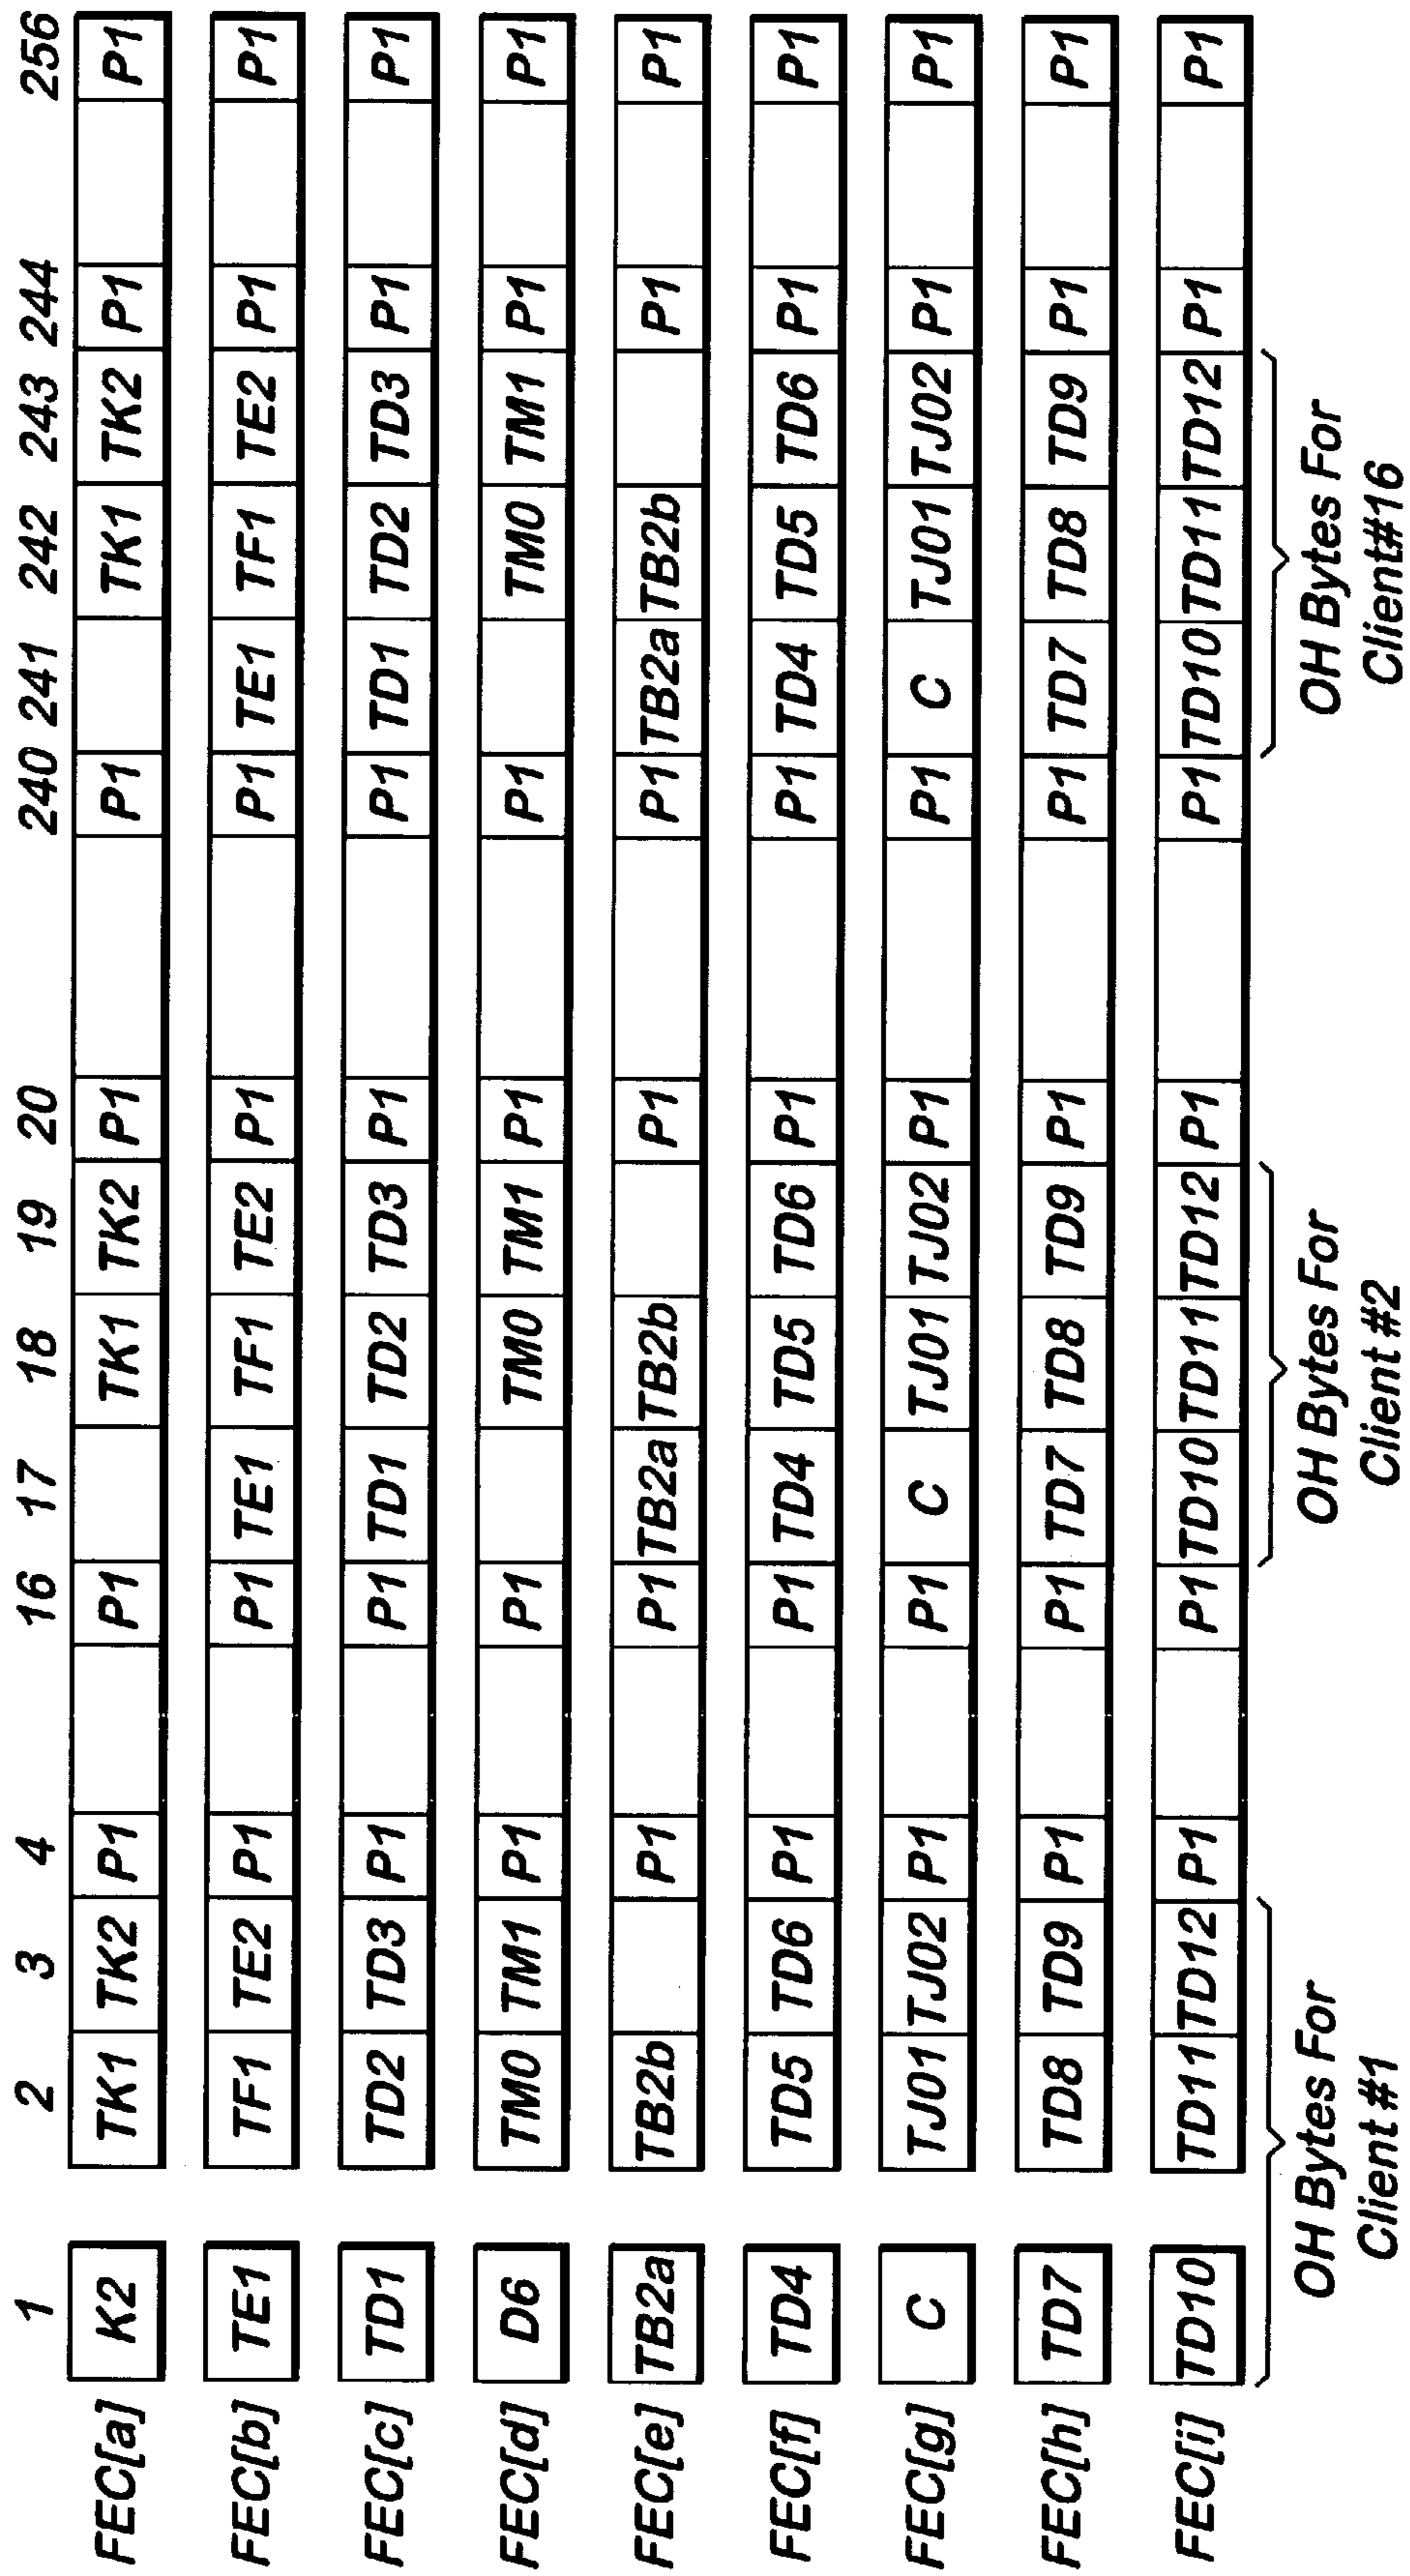 1 2 3 4 16 17 18 19 20 240 241 242 243 244 256
FEC[a] K2 TK1 TK2 P1 P1 TK1 TK2 P1 P1 TK1 TK2 P1 P1
FEC[b] TE1 TF1 TE2 P1 P1 TE1 TF1 TE2 P1 P1 TE1 TF1 TE2 P1 P1
FEC[c] TD1 TD2 TD3 P1 P1 TD1 TD2 TD3 P1 P1 TD1 TD2 TD3 P1 P1
FEC[d] D6 TM0 TM1 P1 P1 TM0 TM1 P1 P1 TM0 TM1 P1 P1
FEC[e] TB2a TB2b P1 P1 TB2a TB2b P1 P1 TB2a TB2b P1 P1
FEC[f] TD4 TD5 TD6 P1 P1 TD4 TD5 TD6 P1 P1 TD4 TD5 TD6 P1 P1
FEC[g] C TJ01 TJ02 P1 P1 C TJ01 TJ02 P1 P1 C TJ01 TJ02 P1 P1
FEC[h] TD7 TD8 TD9 P1 P1 TD7 TD8 TD9 P1 P1 TD7 TD8 TD9 P1 P1
FEC[i] TD10 TD11 TD12 P1 P1 TD10 TD11 TD12 P1 P1 TD10 TD11 TD12 P1 P1
OH Bytes For
Client #1
OH Bytes For
Client #2
OH Bytes For
Client#16